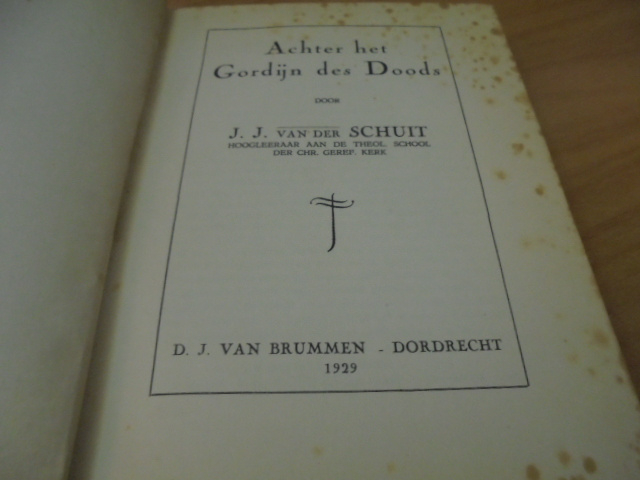 Achter het
Gordijn des Doods
DOOR
J. J. VAN DER SCHUIT
HOOGLEERAAR AAN DE THEOL. SCHOOL
DER CHR. GEREF. KERK
D. J. VAN BRUMMEN - DORDRECHT
1929